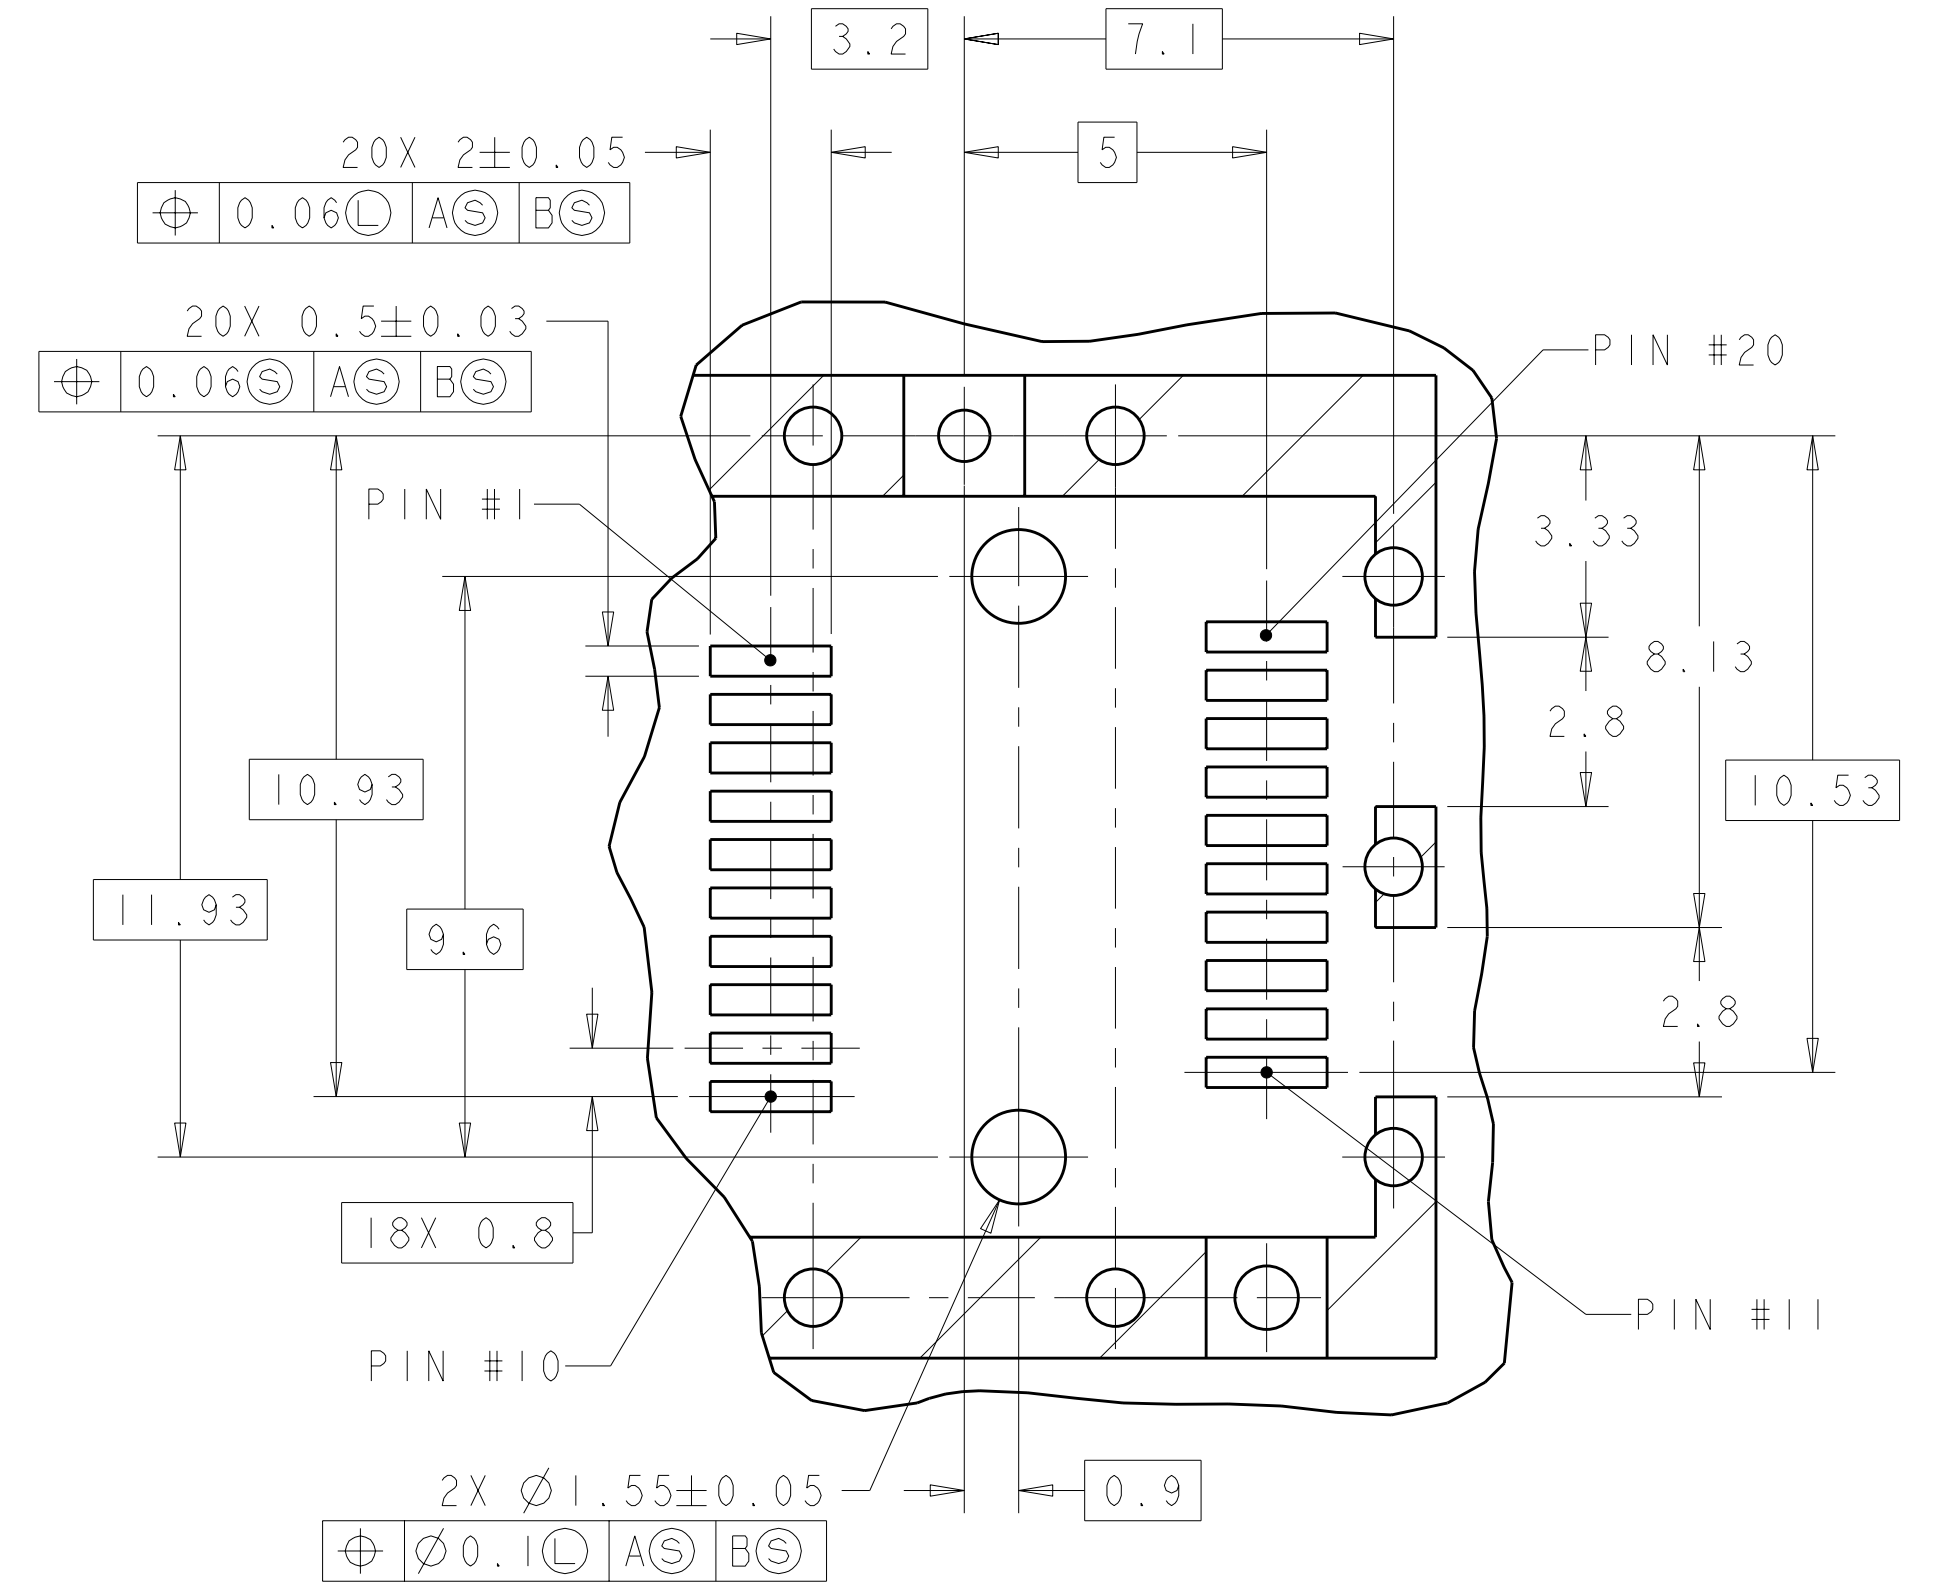 3.2
7.1
20X 2±0.05
5
⌖ 0.06Ⓛ AⓈ BⓈ
20X 0.5±0.03
PIN #20
⌖ 0.06Ⓢ AⓈ BⓈ
PIN #1
3.33
8.13
2.8
10.93
10.53
11.93
9.6
2.8
18X 0.8
PIN #11
PIN #10
2X ⌀1.55±0.05
0.9
⌖ ⌀0.1Ⓛ AⓈ BⓈ